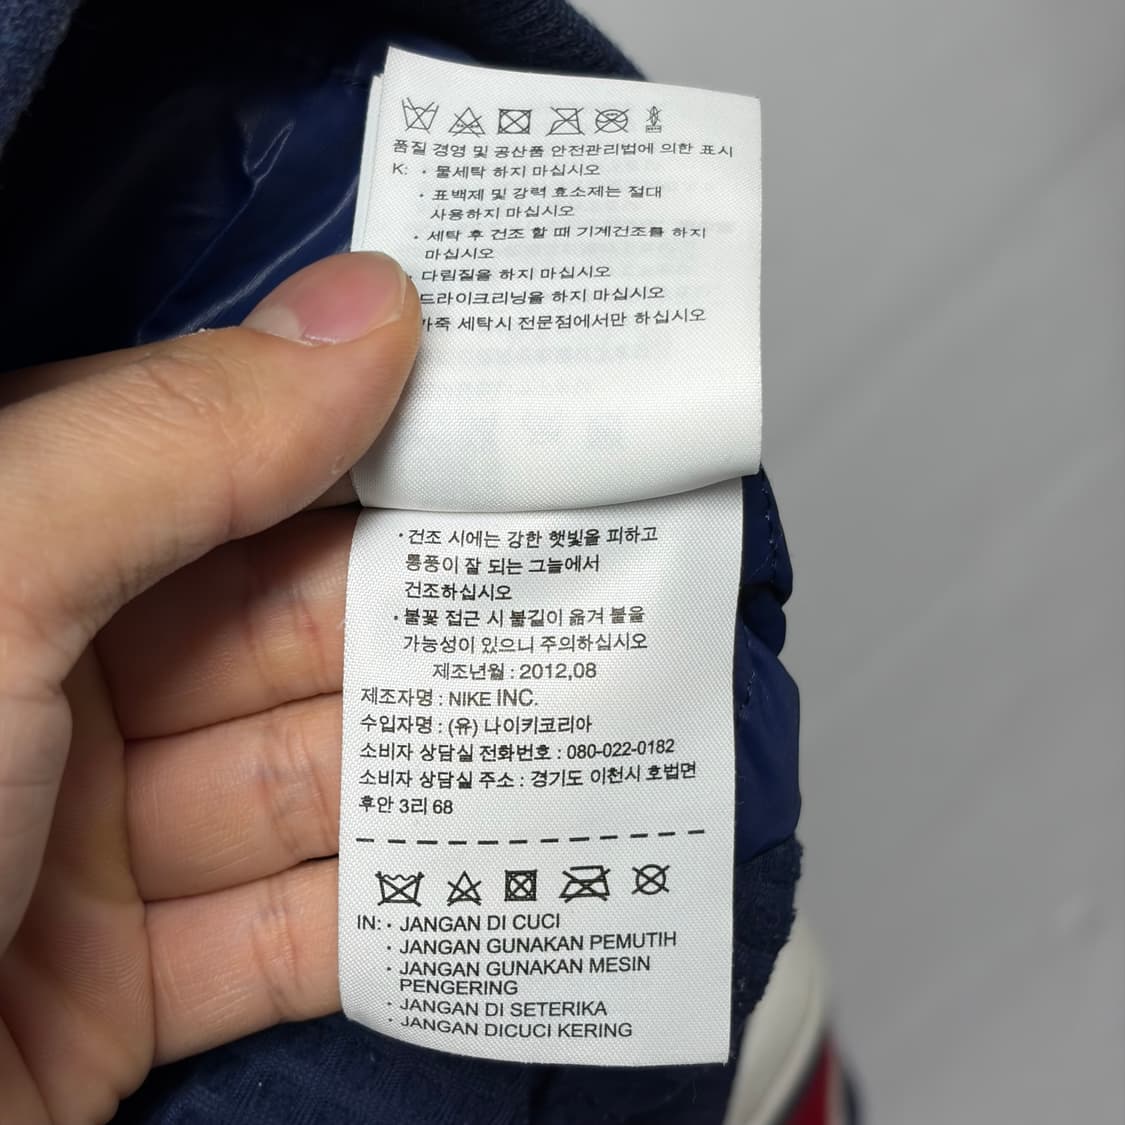 품질 경영 및 공산품 안전관리법에 의한 표시
K: · 물세탁 하지 마십시오
· 표백제 및 강력 효소제는 절대
사용하지 마십시오
· 세탁 후 건조 할 때 기계건조를 하지
마십시오
· 다림질을 하지 마십시오
드라이크리닝을 하지 마십시오
가죽 세탁시 전문점에서만 하십시오
· 건조 시에는 강한 햇빛을 피하고
통풍이 잘 되는 그늘에서
건조하십시오
· 불꽃 접근 시 불길이 옮겨 붙을
가능성이 있으니 주의하십시오
제조년월 : 2012,08
제조자명 : NIKE INC.
수입자명 : (유) 나이키코리아
소비자 상담실 전화번호 : 080-022-0182
소비자 상담실 주소 : 경기도 이천시 호법면
후안 3리 68
IN: · JANGAN DI CUCI
· JANGAN GUNAKAN PEMUTIH
· JANGAN GUNAKAN MESIN
PENGERING
· JANGAN DI SETERIKA
· JANGAN DICUCI KERING